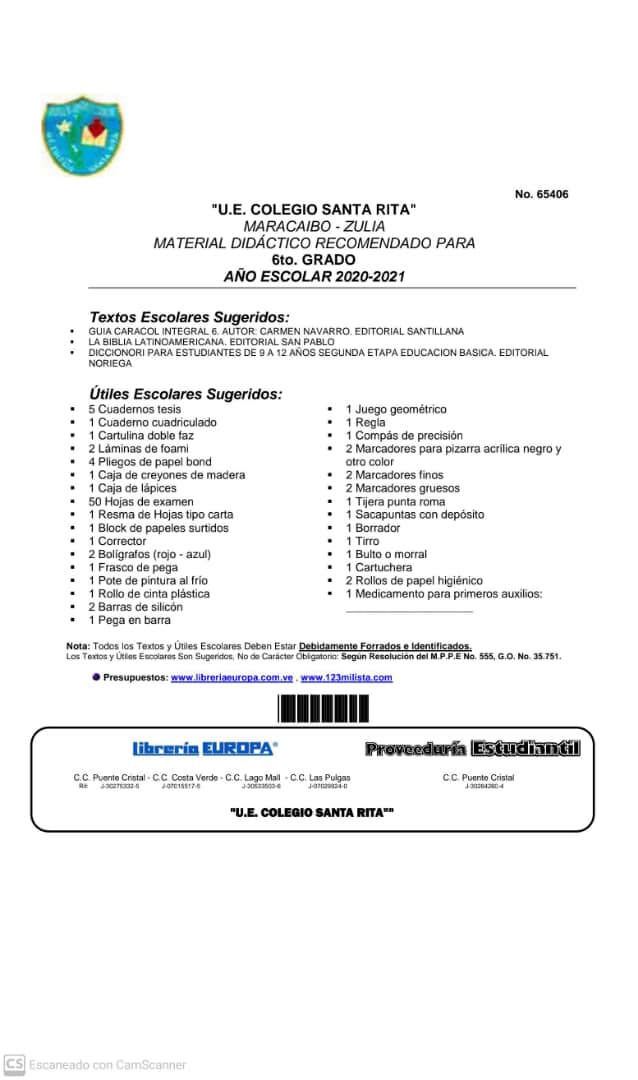 No. 65406
"U.E. COLEGIO SANTA RITA"
MARACAIBO - ZULIA
MATERIAL DIDÁCTICO RECOMENDADO PARA
6to. GRADO
AÑO ESCOLAR 2020-2021
Textos Escolares Sugeridos:
▪ GUIA CARACOL INTEGRAL 6. AUTOR: CARMEN NAVARRO. EDITORIAL SANTILLANA
▪ LA BIBLIA LATINOAMERICANA. EDITORIAL SAN PABLO
▪ DICCIONORI PARA ESTUDIANTES DE 9 A 12 AÑOS SEGUNDA ETAPA EDUCACION BASICA. EDITORIAL
NORIEGA
Útiles Escolares Sugeridos:
▪ 5 Cuadernos tesis
▪ 1 Cuaderno cuadriculado
▪ 1 Cartulina doble faz
▪ 2 Láminas de foami
▪ 4 Pliegos de papel bond
▪ 1 Caja de creyones de madera
▪ 1 Caja de lápices
▪ 50 Hojas de examen
▪ 1 Resma de Hojas tipo carta
▪ 1 Block de papeles surtidos
▪ 1 Corrector
▪ 2 Bolígrafos (rojo - azul)
▪ 1 Frasco de pega
▪ 1 Pote de pintura al frío
▪ 1 Rollo de cinta plástica
▪ 2 Barras de silicón
▪ 1 Pega en barra
▪ 1 Juego geométrico
▪ 1 Regla
▪ 1 Compás de precisión
▪ 2 Marcadores para pizarra acrílica negro y
otro color
▪ 2 Marcadores finos
▪ 2 Marcadores gruesos
▪ 1 Tijera punta roma
▪ 1 Sacapuntas con depósito
▪ 1 Borrador
▪ 1 Tirro
▪ 1 Bulto o morral
▪ 1 Cartuchera
▪ 2 Rollos de papel higiénico
▪ 1 Medicamento para primeros auxilios:
Nota: Todos los Textos y Útiles Escolares Deben Estar Debidamente Forrados e Identificados.
Los Textos y Útiles Escolares Son Sugeridos, No de Carácter Obligatorio: Según Resolución del M.P.P.E No. 555, G.O. No. 35.751.
Presupuestos: www.libreriaeuropa.com.ve , www.123milista.com
librería EUROPA®
Proveeduría Estudiantil
C.C. Puente Cristal - C.C. Costa Verde - C.C. Lago Mall - C.C. Las Pulgas
C.C. Puente Cristal
"U.E. COLEGIO SANTA RITA""
CS Escaneado con CamScanner